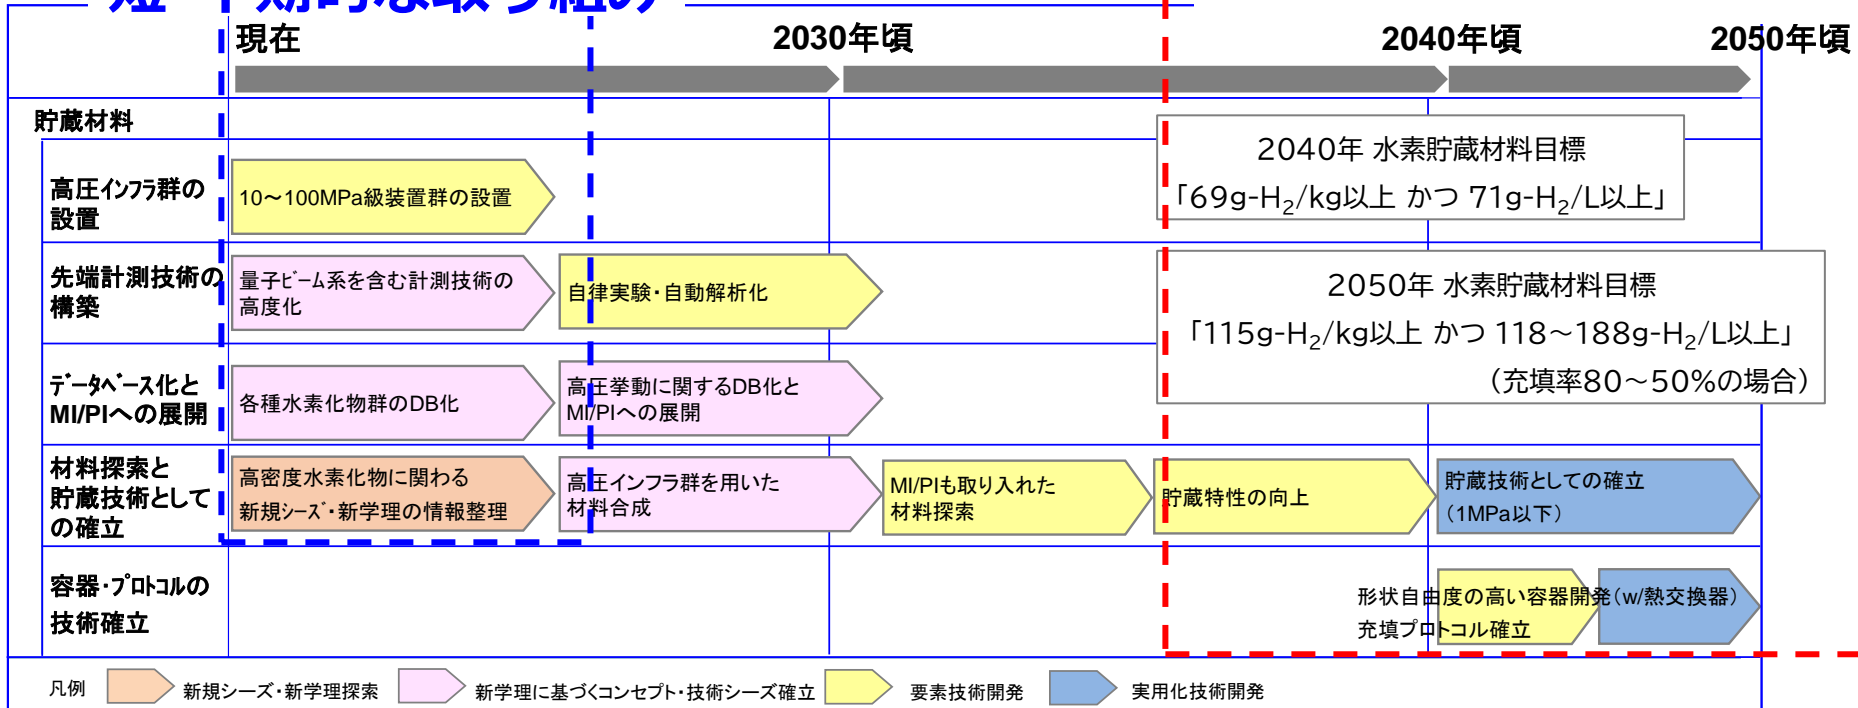 現在
2030年頃
2040年頃
2050年頃
貯蔵材料
高圧インフラ群の
設置
10～100MPa級装置群の設置
2040年 水素貯蔵材料目標
「69g-H₂/kg以上 かつ 71g-H₂/L以上」
先端計測技術の
構築
量子ビーム系を含む計測技術の
高度化
自律実験・自動解析化
2050年 水素貯蔵材料目標
「115g-H₂/kg以上 かつ 118～188g-H₂/L以上」
（充填率80～50%の場合）
データベース化と
MI/PIへの展開
各種水素化物群のDB化
高圧挙動に関するDB化と
MI/PIへの展開
材料探索と
貯蔵技術として
の確立
高密度水素化物に関わる
新規シーズ・新学理の情報整理
高圧インフラ群を用いた
材料合成
MI/PIも取り入れた
材料探索
貯蔵特性の向上
貯蔵技術としての確立
（1MPa以下）
容器・プロトコルの
技術確立
形状自由度の高い容器開発（w/熱交換器）
充填プロトコル確立
凡例
新規シーズ・新学理探索
新学理に基づくコンセプト・技術シーズ確立
要素技術開発
実用化技術開発